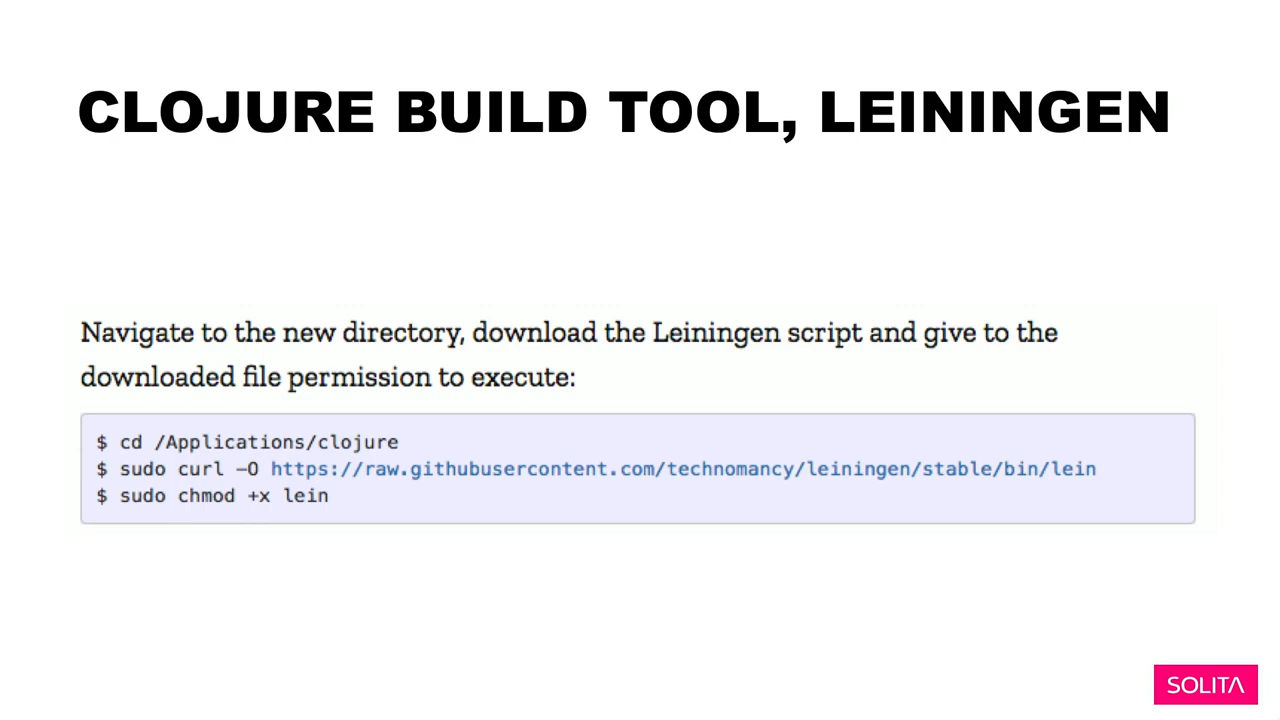 CLOJURE BUILD TOOL, LEININGEN
Navigate to the new directory, download the Leiningen script and give to the
downloaded file permission to execute:
$ cd /Applications/clojure
$ sudo curl –O https://raw.githubusercontent.com/technomancy/leiningen/stable/bin/lein
$ sudo chmod +x lein
SOLITA